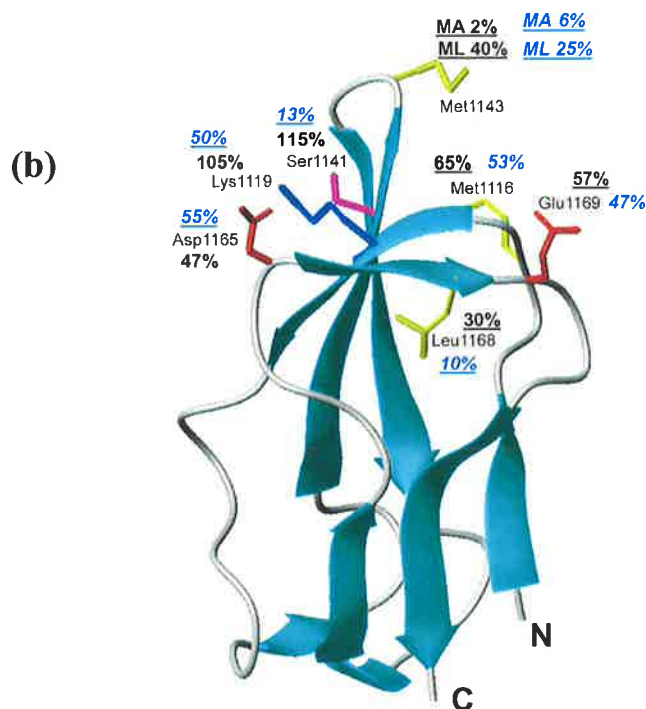 (b)
MA 2% MA 6%
ML 40% ML 25%
Met1143
13%
115%
Ser1141
50%
105%
Lys1119
55%
Asp1165
47%
65% 53%
Met1116
57%
Glu1169 47%
30%
Leu1168
10%
N
C